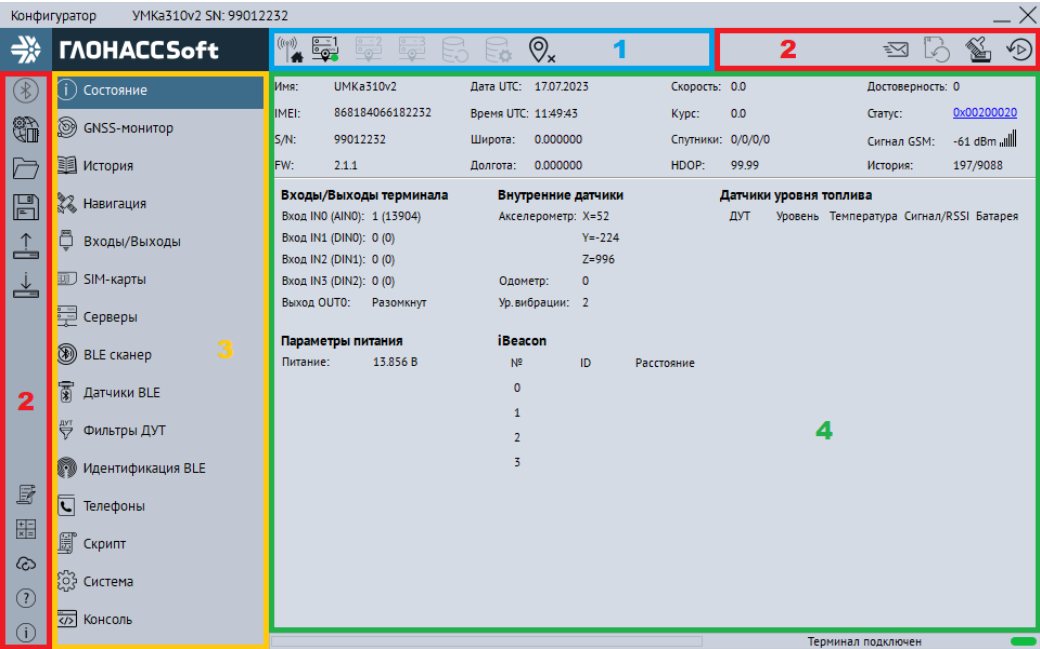 Конфигуратор УМКа310v2 SN: 99012232
ГЛОНАССSoft
1 2 3 1
2
Состояние
GNSS-монитор
История
Навигация
Входы/Выходы
SIM-карты
Серверы
BLE сканер
3
Датчики BLE
2
ДУТ
Фильтры ДУТ
Идентификация BLE
Телефоны
Скрипт
Система
Консоль
Имя: UMKa310v2 Дата UTC: 17.07.2023 Скорость: 0.0 Достоверность: 0
IMEI: 868184066182232 Время UTC: 11:49:43 Курс: 0.0 Статус: 0x00200020
S/N: 99012232 Широта: 0.000000 Спутники: 0/0/0/0 Сигнал GSM: -61 dBm
FW: 2.1.1 Долгота: 0.000000 HDOP: 99.99 История: 197/9088
Входы/Выходы терминала
Вход IN0 (AIN0): 1 (13904)
Вход IN1 (DIN0): 0 (0)
Вход IN2 (DIN1): 0 (0)
Вход IN3 (DIN2): 0 (0)
Выход OUT0: Разомкнут
Внутренние датчики
Акселерометр: X=52
Y=-224
Z=996
Одометр: 0
Ур.вибрации: 2
Датчики уровня топлива
ДУТ Уровень Температура Сигнал/RSSI Батарея
Параметры питания
Питание: 13.856 В
iBeacon
№ ID Расстояние
0
1
2
3
4
Терминал подключен